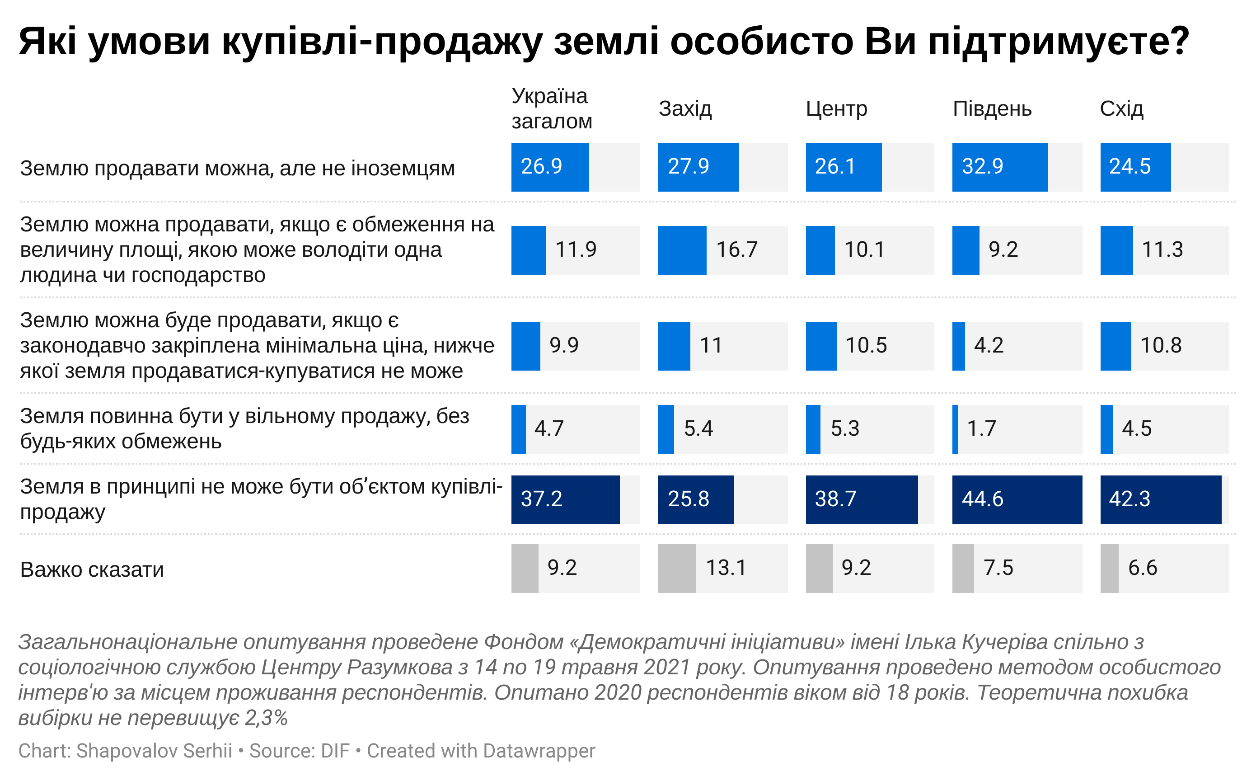 Які умови купівлі-продажу землі особисто Ви підтримуєте?
Україна
загалом
Захід
Центр
Південь
Схід
Землю продавати можна, але не іноземцям
26.9
27.9
26.1
32.9
24.5
Землю можна продавати, якщо є обмеження на
величину площі, якою може володіти одна
людина чи господарство
11.9
16.7
10.1
9.2
11.3
Землю можна буде продавати, якщо є
законодавчо закріплена мінімальна ціна, нижче
якої земля продаватися-купуватися не може
9.9
11
10.5
4.2
10.8
Земля повинна бути у вільному продажу, без
будь-яких обмежень
4.7
5.4
5.3
1.7
4.5
Земля в принципі не може бути об’єктом купівлі-
продажу
37.2
25.8
38.7
44.6
42.3
Важко сказати
9.2
13.1
9.2
7.5
6.6
Загальнонаціональне опитування проведене Фондом «Демократичні ініціативи» імені Ілька Кучеріва спільно з
соціологічною службою Центру Разумкова з 14 по 19 травня 2021 року. Опитування проведено методом особистого
інтерв'ю за місцем проживання респондентів. Опитано 2020 респондентів віком від 18 років. Теоретична похибка
вибірки не перевищує 2,3%
Chart: Shapovalov Serhii • Source: DIF • Created with Datawrapper